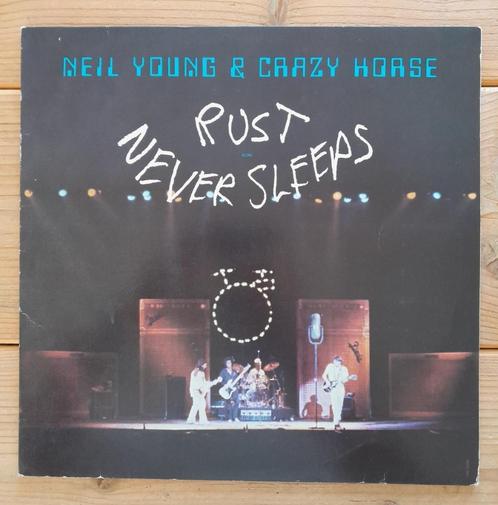 NEIL YOUNG & CRAZY HORSE
RUST
NEVER SLEEPS